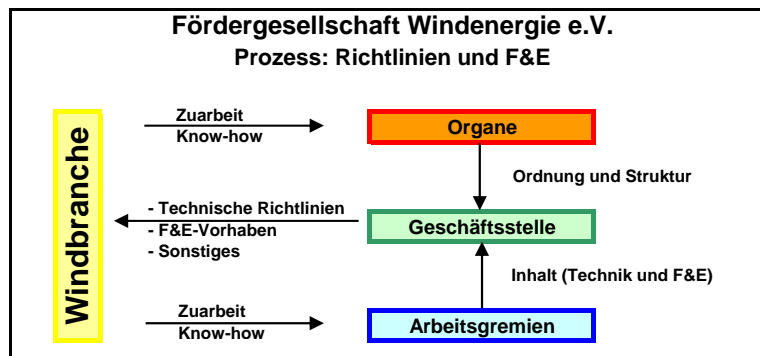 Fördergesellschaft Windenergie e.V.
Prozess: Richtlinien und F&E
Windbranche
Zuarbeit
Know-how
Organe
Ordnung und Struktur
- Technische Richtlinien
- F&E-Vorhaben
- Sonstiges
Geschäftsstelle
Inhalt (Technik und F&E)
Zuarbeit
Know-how
Arbeitsgremien